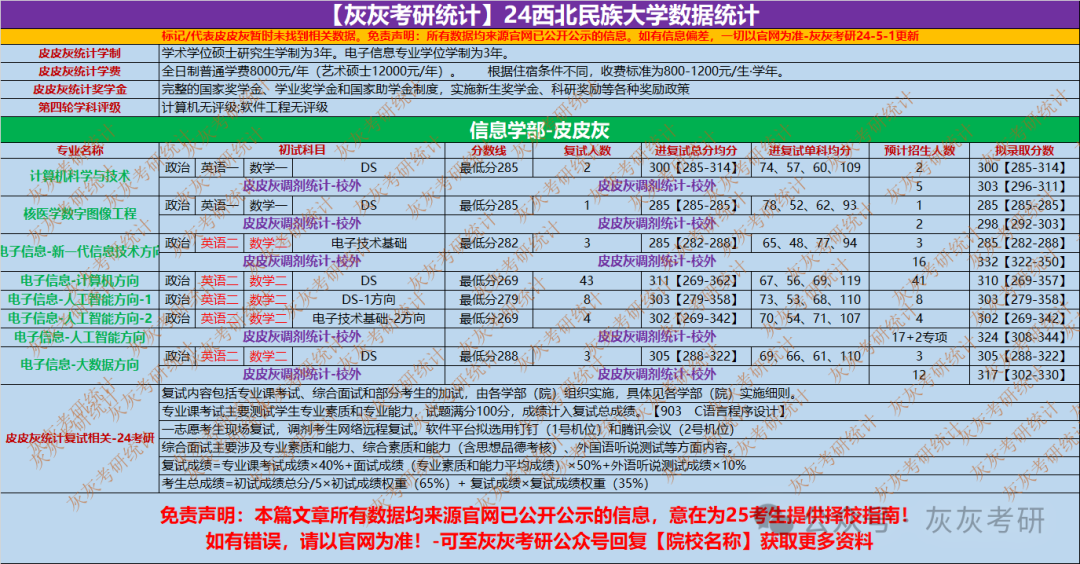 【灰灰考研统计】24西北民族大学数据统计
标记/代表皮皮灰暂时未找到相关数据。免责声明：所有数据均来源官网已公开公示的信息。如有信息偏差，一切以官网为准-灰灰考研24-5-1更新
皮皮灰统计学制 学术学位硕士研究生学制为3年。电子信息专业学位学制为3年。
皮皮灰统计学费 全日制普通学费8000元/年（艺术硕士12000元/年）。 根据住宿条件不同，收费标准为800-1200元/生·学年。
皮皮灰统计奖学金 完整的国家奖学金、学业奖学金和国家助学金制度，实施新生奖学金、科研奖励等各种奖励政策
第四轮学科评级 计算机无评级;软件工程无评级
信息学部-皮皮灰
专业名称 初试科目 分数线 复试人数 进复试总分均分 进复试单科均分 预计招生人数 拟录取分数
计算机科学与技术 政治 英语一 数学一 DS 最低分285 2 300【285-314】 74、57、60、109 2 300【285-314】
皮皮灰调剂统计-校外 皮皮灰调剂统计-校外 5 303【296-311】
核医学数字图像工程 政治 英语一 数学一 DS 最低分285 1 285【285-285】 78、52、62、93 1 285【285-285】
皮皮灰调剂统计-校外 皮皮灰调剂统计-校外 2 298【292-303】
电子信息-新一代信息技术方向 政治 英语二 数学二 电子技术基础 最低分282 3 285【282-288】 65、48、77、94 3 285【282-288】
皮皮灰调剂统计-校外 皮皮灰调剂统计-校外 16 332【322-350】
电子信息-计算机方向 政治 英语二 数学二 DS 最低分269 43 311【269-362】 67、56、69、119 41 310【269-357】
电子信息-人工智能方向-1 政治 英语二 数学二 DS-1方向 最低分279 8 303【279-358】 73、53、68、110 8 303【279-358】
电子信息-人工智能方向-2 政治 英语二 数学二 电子技术基础-2方向 最低分269 4 302【269-342】 70、54、71、107 4 302【269-342】
电子信息-人工智能方向 皮皮灰调剂统计-校外 皮皮灰调剂统计-校外 17+2专项 324【308-344】
电子信息-大数据方向 政治 英语二 数学二 DS 最低分288 3 305【288-322】 69、66、61、110 3 305【288-322】
皮皮灰调剂统计-校外 皮皮灰调剂统计-校外 12 317【302-330】
皮皮灰统计复试相关-24考研
复试内容包括专业课考试、综合面试和部分考生的加试，由各学部（院）组织实施，具体见各学部（院）实施细则。
专业课考试主要测试学生专业素质和专业能力，试题满分100分，成绩计入复试总成绩。【903 C语言程序设计】
一志愿考生现场复试，调剂考生网络远程复试。软件平台拟选用钉钉（1号机位）和腾讯会议（2号机位）
综合面试主要涉及专业素质和能力、综合素质和能力（含思想品德考核）、外国语听说测试等方面内容。
复试成绩=专业课考试成绩×40%+面试成绩（专业素质和能力平均成绩）×50%+外语听说测试成绩×10%
考生总成绩=初试成绩总分/5×初试成绩权重（65%）+ 复试成绩×复试成绩权重（35%）
免责声明：本篇文章所有数据均来源官网已公开公示的信息，意在为25考生提供择校指南！
如有错误，请以官网为准！-可至灰灰考研公众号回复【院校名称】获取更多资料
公众号 灰灰考研